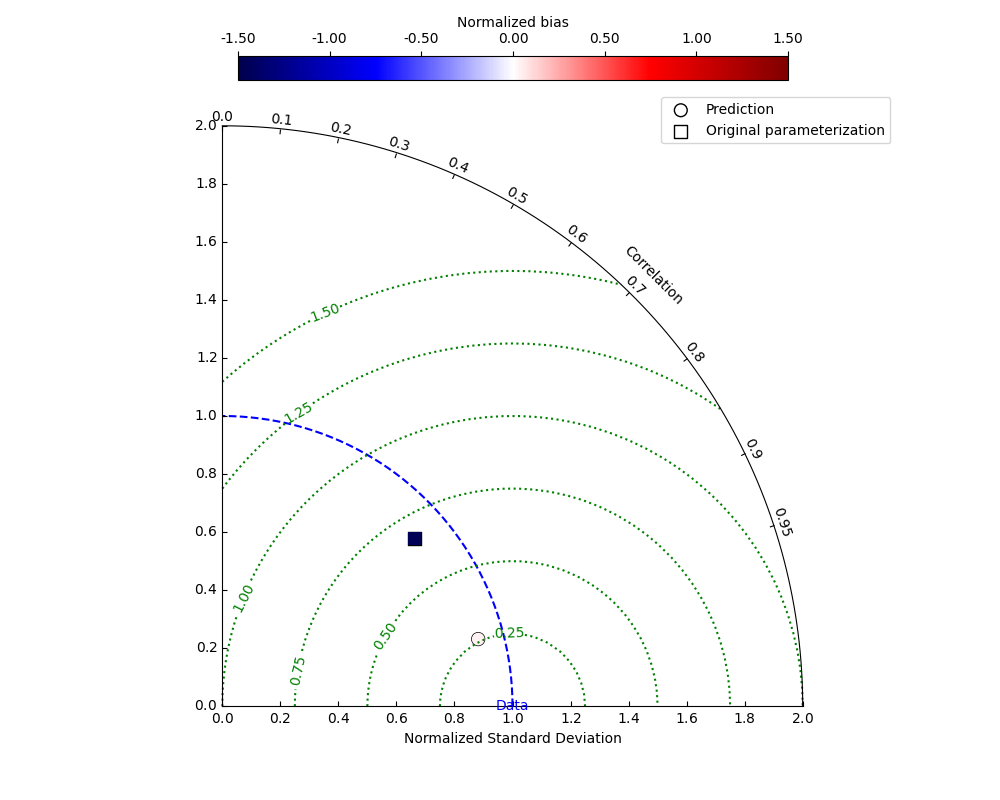 Normalized bias
-1.50 -1.00 -0.50 0.00 0.50 1.00 1.50
Prediction
Original parameterization
0.0 0.1 0.2 0.3 0.4 0.5 0.6 0.7 0.8 0.9 0.95
Correlation
2.0
1.8
1.6
1.4
1.2
1.0
0.8
0.6
0.4
0.2
0.0
1.50
1.25
1.00
0.75
0.50
0.25
Data
0.0 0.2 0.4 0.6 0.8 1.0 1.2 1.4 1.6 1.8 2.0
Normalized Standard Deviation